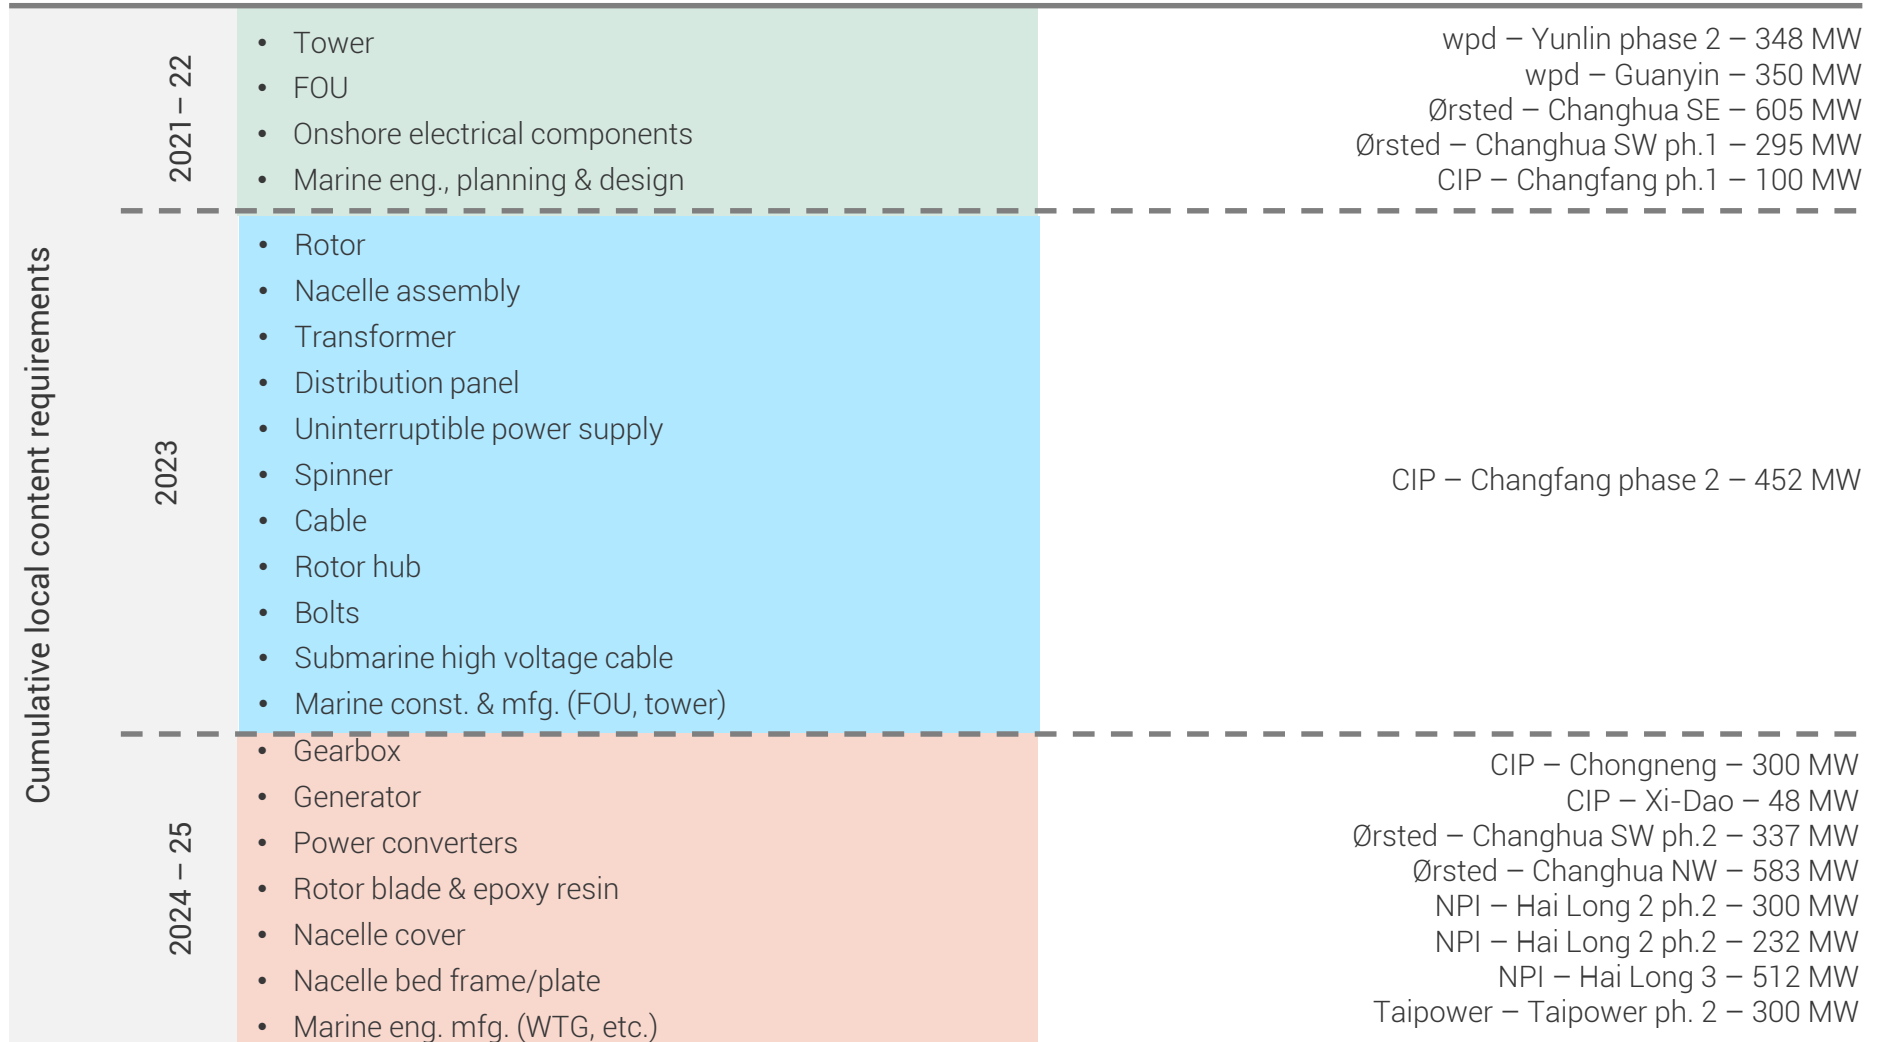 Cumulative local content requirements
2021 – 22
• Tower
• FOU
• Onshore electrical components
• Marine eng., planning & design
wpd – Yunlin phase 2 – 348 MW
wpd – Guanyin – 350 MW
Ørsted – Changhua SE – 605 MW
Ørsted – Changhua SW ph.1 – 295 MW
CIP – Changfang ph.1 – 100 MW
2023
• Rotor
• Nacelle assembly
• Transformer
• Distribution panel
• Uninterruptible power supply
• Spinner
• Cable
• Rotor hub
• Bolts
• Submarine high voltage cable
• Marine const. & mfg. (FOU, tower)
CIP – Changfang phase 2 – 452 MW
2024 – 25
• Gearbox
• Generator
• Power converters
• Rotor blade & epoxy resin
• Nacelle cover
• Nacelle bed frame/plate
• Marine eng. mfg. (WTG, etc.)
CIP – Chongneng – 300 MW
CIP – Xi-Dao – 48 MW
Ørsted – Changhua SW ph.2 – 337 MW
Ørsted – Changhua NW – 583 MW
NPI – Hai Long 2 ph.2 – 300 MW
NPI – Hai Long 2 ph.2 – 232 MW
NPI – Hai Long 3 – 512 MW
Taipower – Taipower ph. 2 – 300 MW